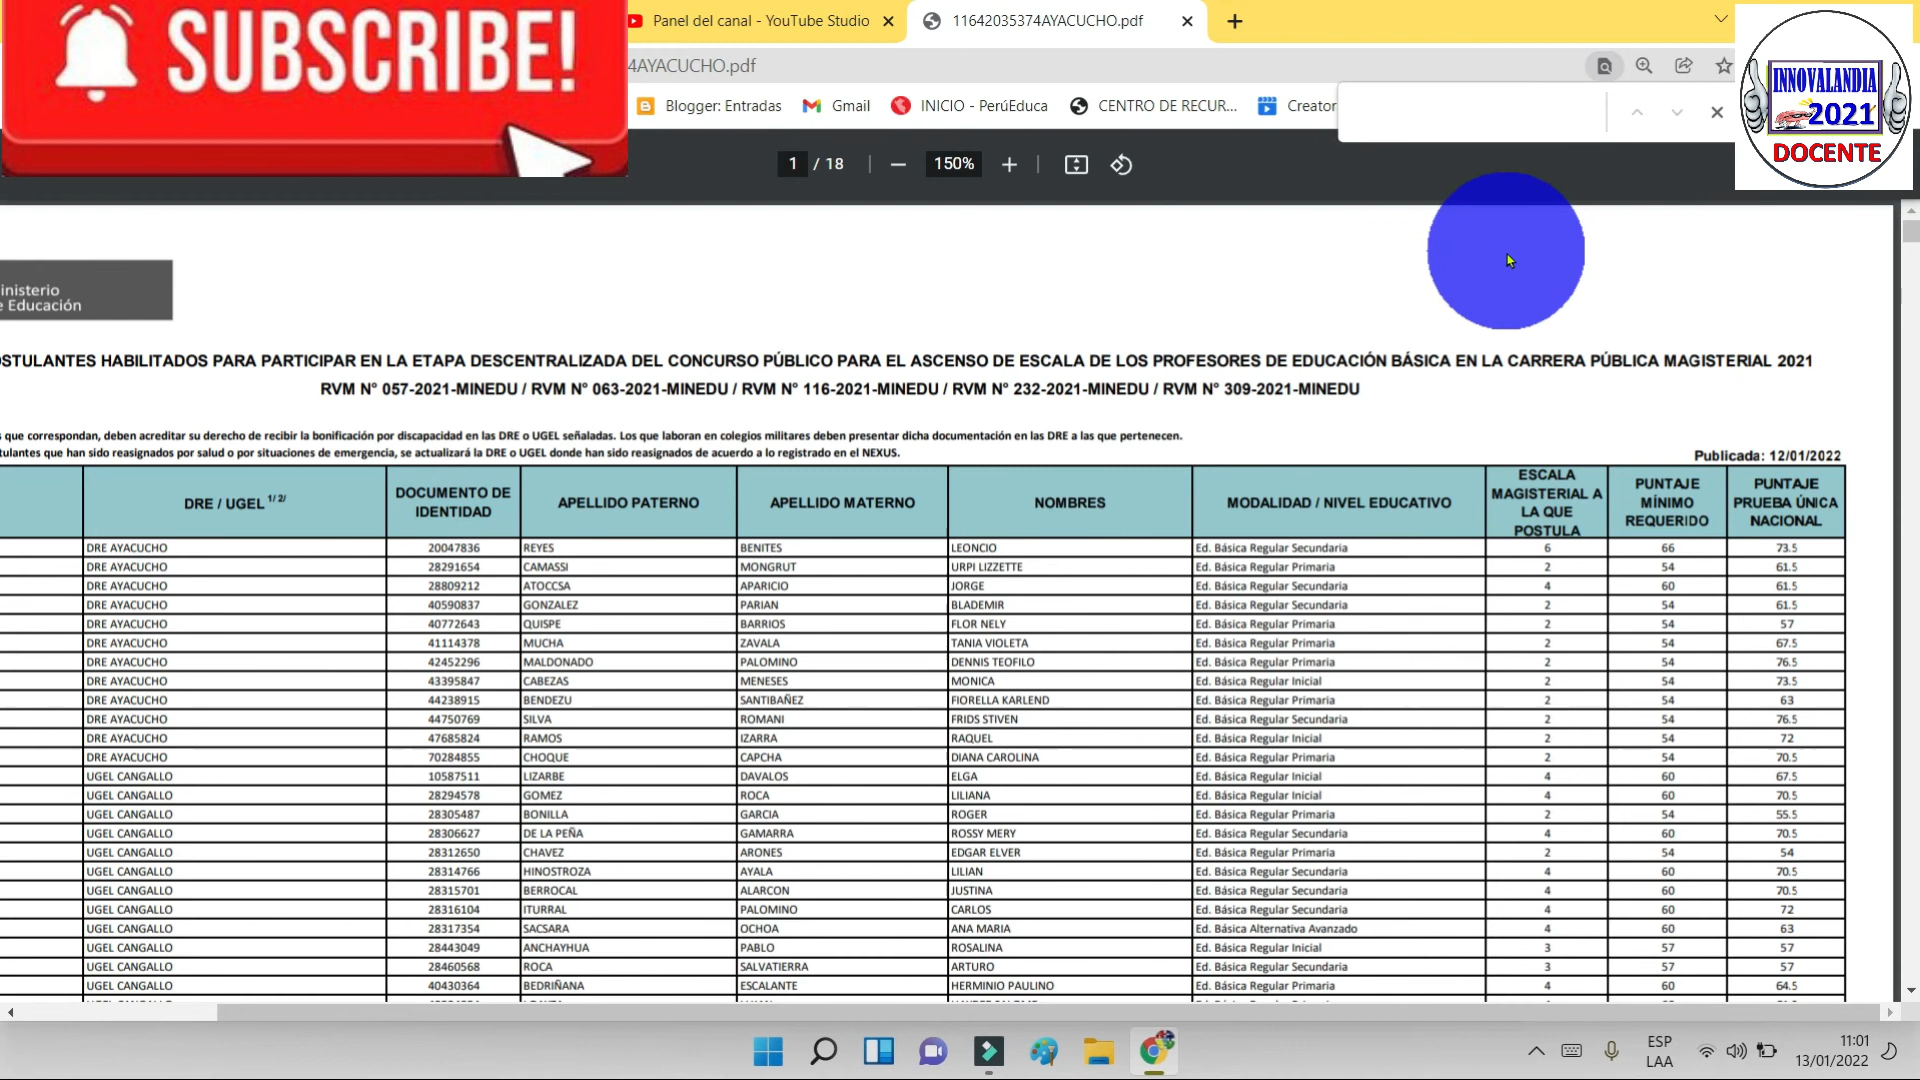 SUBSCRIBE!
Panel del canal - YouTube Studio
11642035374AYACUCHO.pdf
4AYACUCHO.pdf
Blogger: Entradas
Gmail
INICIO - PerúEduca
CENTRO DE RECUR...
Creator
INNOVALANDIA
2021
DOCENTE
1 / 18
150%
inisterio
e Educación
OSTULANTES HABILITADOS PARA PARTICIPAR EN LA ETAPA DESCENTRALIZADA DEL CONCURSO PÚBLICO PARA EL ASCENSO DE ESCALA DE LOS PROFESORES DE EDUCACIÓN BÁSICA EN LA CARRERA PÚBLICA MAGISTERIAL 2021
RVM N° 057-2021-MINEDU / RVM N° 063-2021-MINEDU / RVM N° 116-2021-MINEDU / RVM N° 232-2021-MINEDU / RVM N° 309-2021-MINEDU
s que correspondan, deben acreditar su derecho de recibir la bonificación por discapacidad en las DRE o UGEL señaladas. Los que laboran en colegios militares deben presentar dicha documentación en las DRE a las que pertenecen.
tulantes que han sido reasignados por salud o por situaciones de emergencia, se actualizará la DRE o UGEL donde han sido reasignados de acuerdo a lo registrado en el NEXUS.
Publicada: 12/01/2022
DRE / UGEL 1/ 2/ DOCUMENTO DE IDENTIDAD APELLIDO PATERNO APELLIDO MATERNO NOMBRES MODALIDAD / NIVEL EDUCATIVO ESCALA MAGISTERIAL A LA QUE POSTULA PUNTAJE MÍNIMO REQUERIDO PUNTAJE PRUEBA ÚNICA NACIONAL
DRE AYACUCHO 20047836 REYES BENITES LEONCIO Ed. Básica Regular Secundaria 6 66 73.5
DRE AYACUCHO 28291654 CAMASSI MONGRUT URPI LIZZETTE Ed. Básica Regular Primaria 2 54 61.5
DRE AYACUCHO 28809212 ATOCCSA APARICIO JORGE Ed. Básica Regular Secundaria 4 60 61.5
DRE AYACUCHO 40590837 GONZALEZ PARIAN BLADEMIR Ed. Básica Regular Secundaria 2 54 61.5
DRE AYACUCHO 40772643 QUISPE BARRIOS FLOR NELY Ed. Básica Regular Primaria 2 54 57
DRE AYACUCHO 41114378 MUCHA ZAVALA TANIA VIOLETA Ed. Básica Regular Primaria 2 54 67.5
DRE AYACUCHO 42452296 MALDONADO PALOMINO DENNIS TEOFILO Ed. Básica Regular Primaria 2 54 76.5
DRE AYACUCHO 43395847 CABEZAS MENESES MONICA Ed. Básica Regular Inicial 2 54 73.5
DRE AYACUCHO 44238915 BENDEZU SANTIBAÑEZ FIORELLA KARLEND Ed. Básica Regular Primaria 2 54 63
DRE AYACUCHO 44750769 SILVA ROMANI FRIDS STIVEN Ed. Básica Regular Secundaria 2 54 76.5
DRE AYACUCHO 47685824 RAMOS IZARRA RAQUEL Ed. Básica Regular Inicial 2 54 72
DRE AYACUCHO 70284855 CHOQUE CAPCHA DIANA CAROLINA Ed. Básica Regular Primaria 2 54 70.5
UGEL CANGALLO 10587511 LIZARBE DAVALOS ELGA Ed. Básica Regular Inicial 4 60 67.5
UGEL CANGALLO 28294578 GOMEZ ROCA LILIANA Ed. Básica Regular Inicial 4 60 70.5
UGEL CANGALLO 28305487 BONILLA GARCIA ROGER Ed. Básica Regular Primaria 2 54 55.5
UGEL CANGALLO 28306627 DE LA PEÑA GAMARRA ROSSY MERY Ed. Básica Regular Secundaria 4 60 70.5
UGEL CANGALLO 28312650 CHAVEZ ARONES EDGAR ELVER Ed. Básica Regular Primaria 2 54 54
UGEL CANGALLO 28314766 HINOSTROZA AYALA LILIAN Ed. Básica Regular Secundaria 4 60 70.5
UGEL CANGALLO 28315701 BERROCAL ALARCON JUSTINA Ed. Básica Regular Secundaria 4 60 70.5
UGEL CANGALLO 28316104 ITURRAL PALOMINO CARLOS Ed. Básica Regular Secundaria 4 60 72
UGEL CANGALLO 28317354 SACSARA OCHOA ANA MARIA Ed. Básica Alternativa Avanzado 4 60 63
UGEL CANGALLO 28443049 ANCHAYHUA PABLO ROSALINA Ed. Básica Regular Inicial 3 57 57
UGEL CANGALLO 28460568 ROCA SALVATIERRA ARTURO Ed. Básica Regular Secundaria 3 57 57
UGEL CANGALLO 40430364 BEDRIÑANA ESCALANTE HERMINIO PAULINO Ed. Básica Regular Primaria 4 60 64.5
ESP
LAA
11:01
13/01/2022